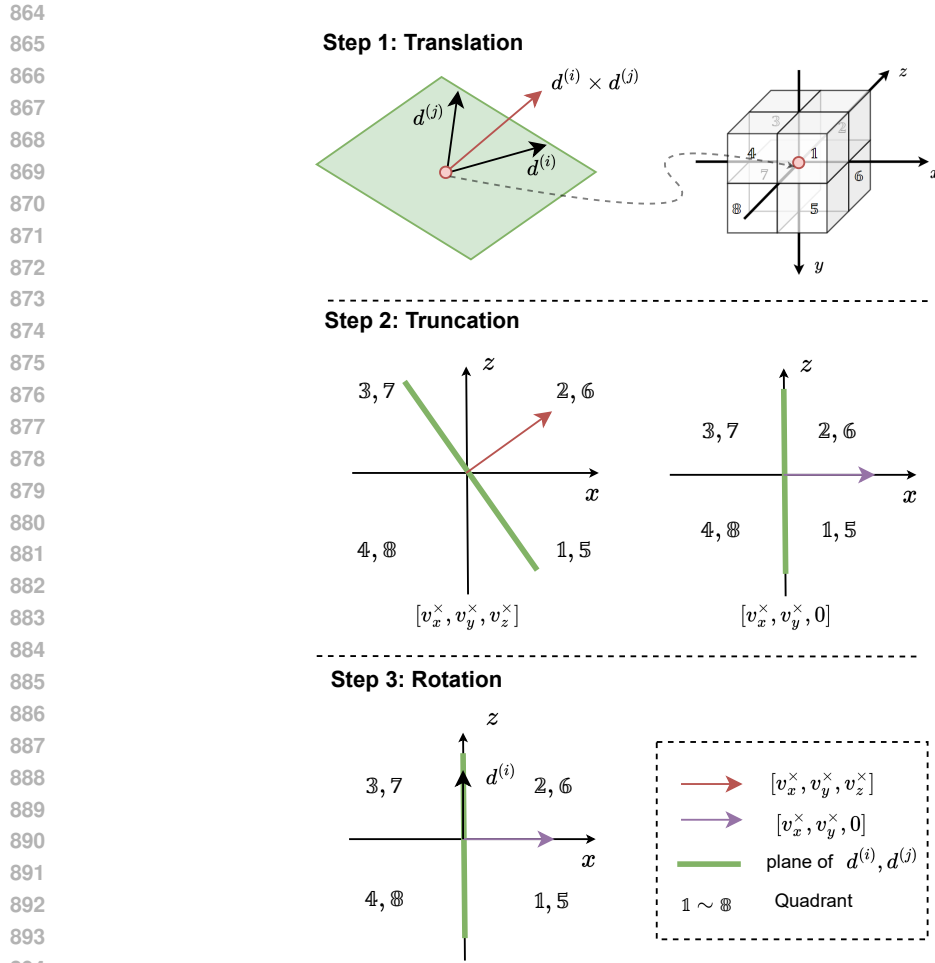 864
865
Step 1: Translation
866
z
d^{(i)} × d^{(j)}
867
d^{(j)}
3
2
868
4
1
d^{(i)}
869
x
7
6
870
8
5
871
y
872
873
Step 2: Truncation
874
875
z
z
876
3, 7
2, 6
877
3, 7
2, 6
878
879
x
x
880
4, 8
1, 5
881
4, 8
1, 5
882
883
[v_x^×, v_y^×, v_z^×]
[v_x^×, v_y^×, 0]
884
885
Step 3: Rotation
886
z
887
888
3, 7
d^{(i)}
2, 6
[v_x^×, v_y^×, v_z^×]
889
[v_x^×, v_y^×, 0]
890
x
891
plane of d^{(i)}, d^{(j)}
892
4, 8
1, 5
1 ∼ 8
Quadrant
893